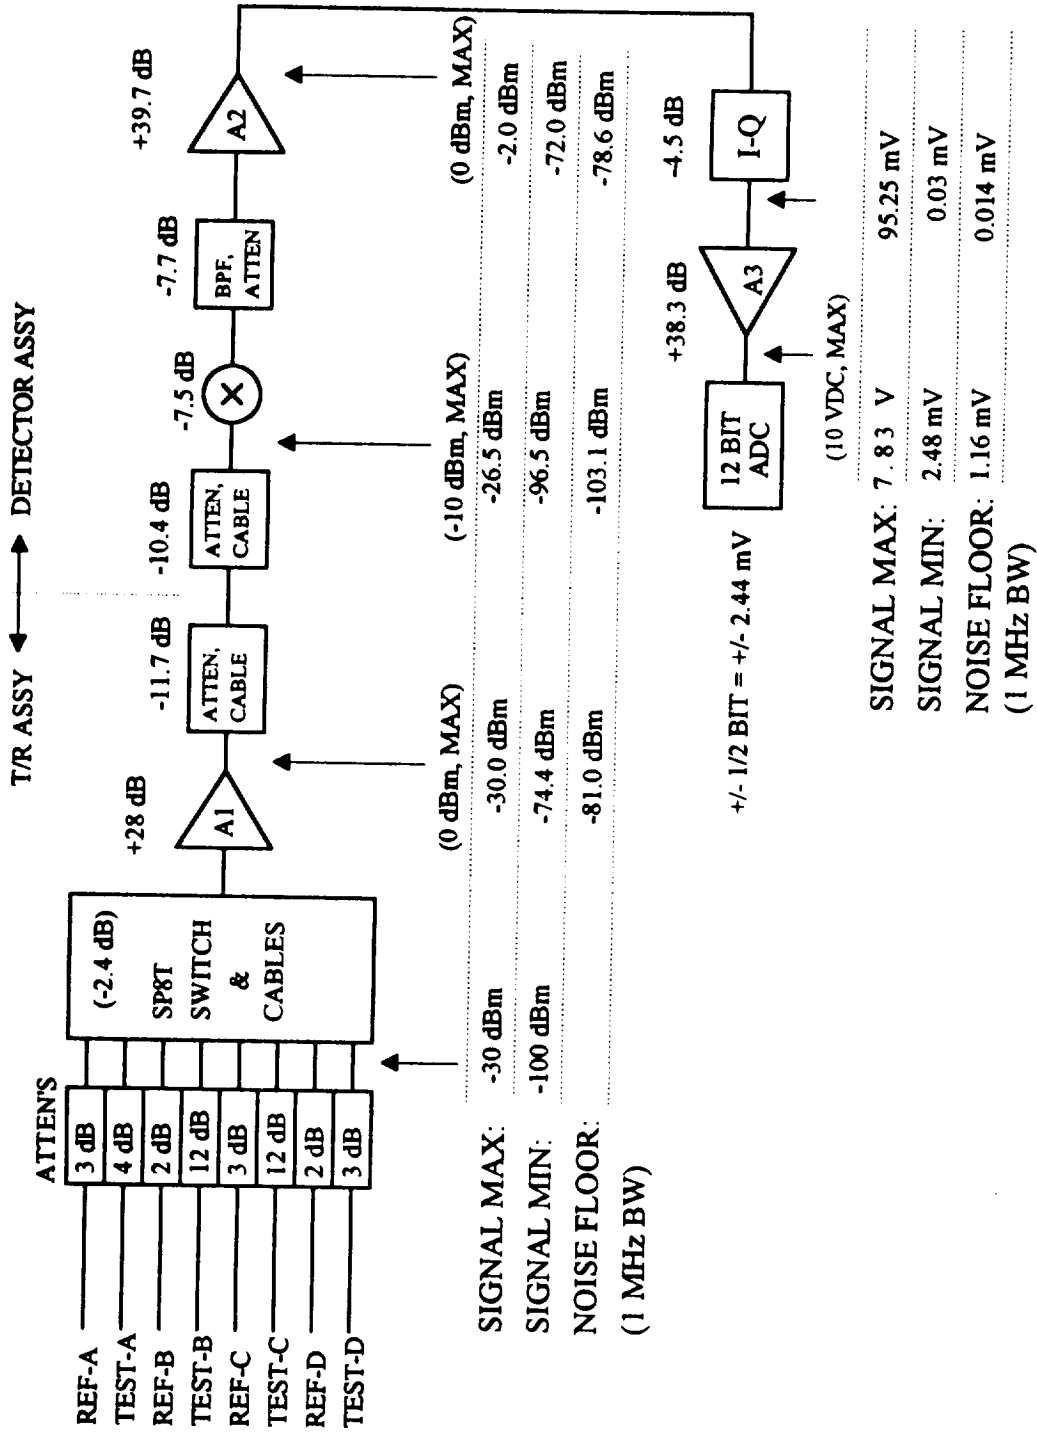 T/R ASSY ⟷ DETECTOR ASSY
ATTEN'S
REF-A 3 dB
TEST-A 4 dB
REF-B 2 dB
TEST-B 12 dB
REF-C 3 dB
TEST-C 12 dB
REF-D 2 dB
TEST-D 3 dB
(-2.4 dB)
SP8T
SWITCH
&
CABLES
+28 dB
A1
-11.7 dB
ATTEN,
CABLE
-10.4 dB
ATTEN,
CABLE
-7.5 dB
X
-7.7 dB
BPF,
ATTEN
+39.7 dB
A2
(0 dBm, MAX) (-10 dBm, MAX) (0 dBm, MAX)
SIGNAL MAX: -30 dBm -30.0 dBm -26.5 dBm -2.0 dBm
SIGNAL MIN: -100 dBm -74.4 dBm -96.5 dBm -72.0 dBm
NOISE FLOOR: -81.0 dBm -103.1 dBm -78.6 dBm
(1 MHz BW)
-4.5 dB
I-Q
+38.3 dB
A3
12 BIT
ADC
+/- 1/2 BIT = +/- 2.44 mV
(10 VDC, MAX)
SIGNAL MAX: 7.83 V 95.25 mV
SIGNAL MIN: 2.48 mV 0.03 mV
NOISE FLOOR: 1.16 mV 0.014 mV
(1 MHz BW)